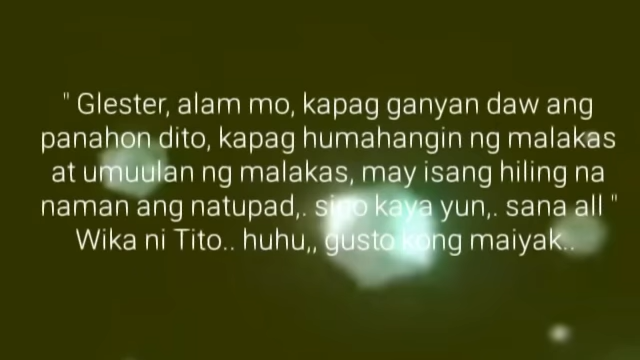 " Glester, alam mo, kapag ganyan daw ang
panahon dito, kapag humahangin ng malakas
at umuulan ng malakas, may isang hiling na
naman ang natupad,. sino kaya yun,. sana all "
Wika ni Tito.. huhu,, gusto kong maiyak..